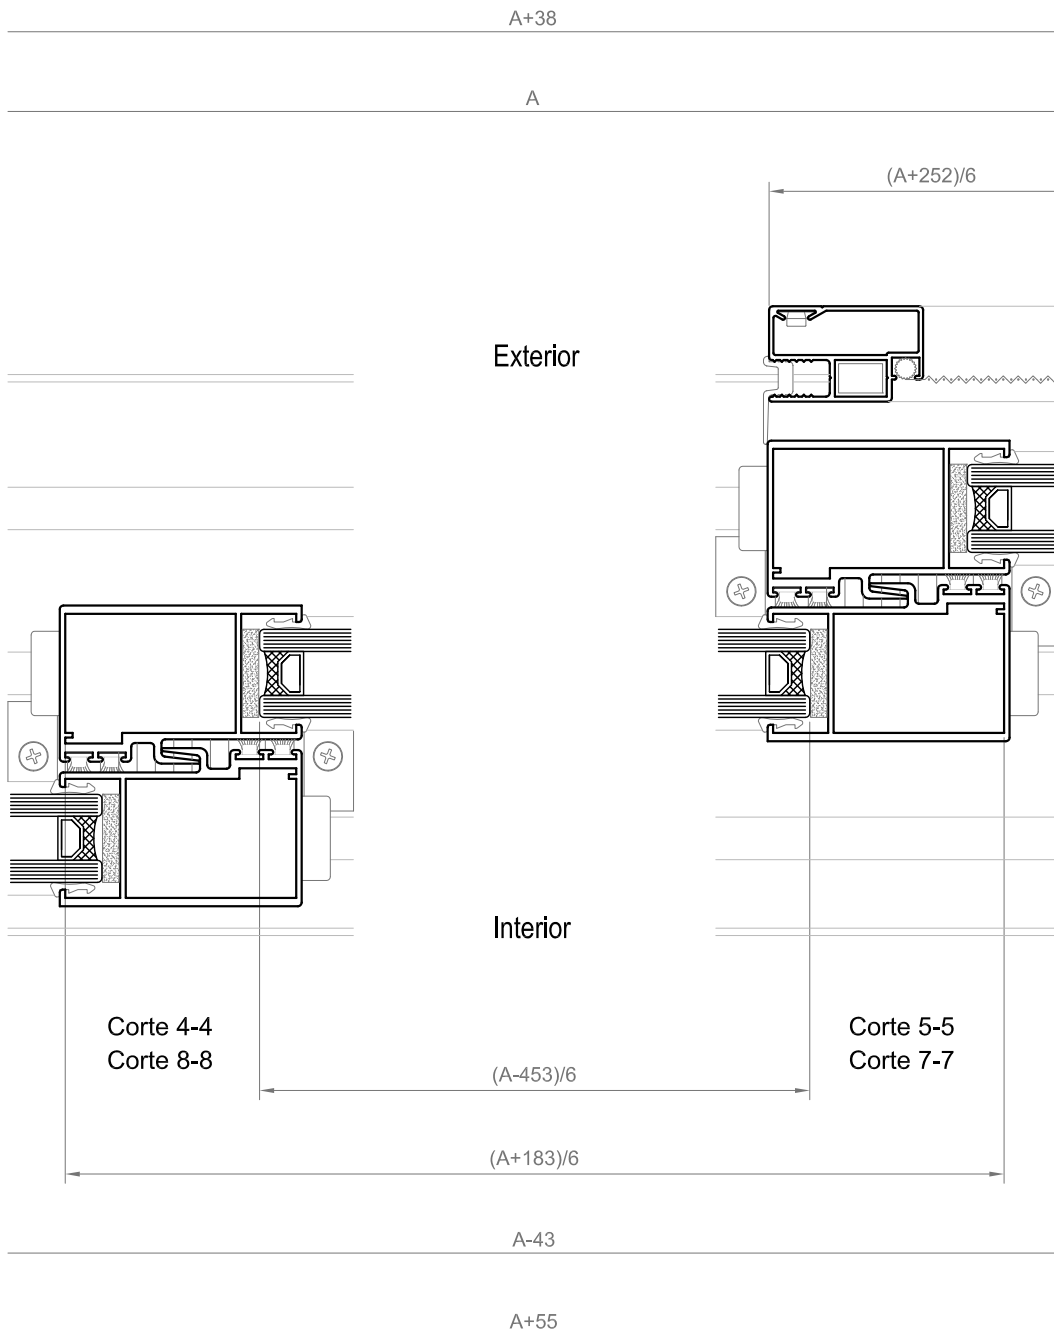 A+38
A
(A+252)/6
Exterior
Interior
Corte 4-4
Corte 8-8
Corte 5-5
Corte 7-7
(A-453)/6
(A+183)/6
A-43
A+55